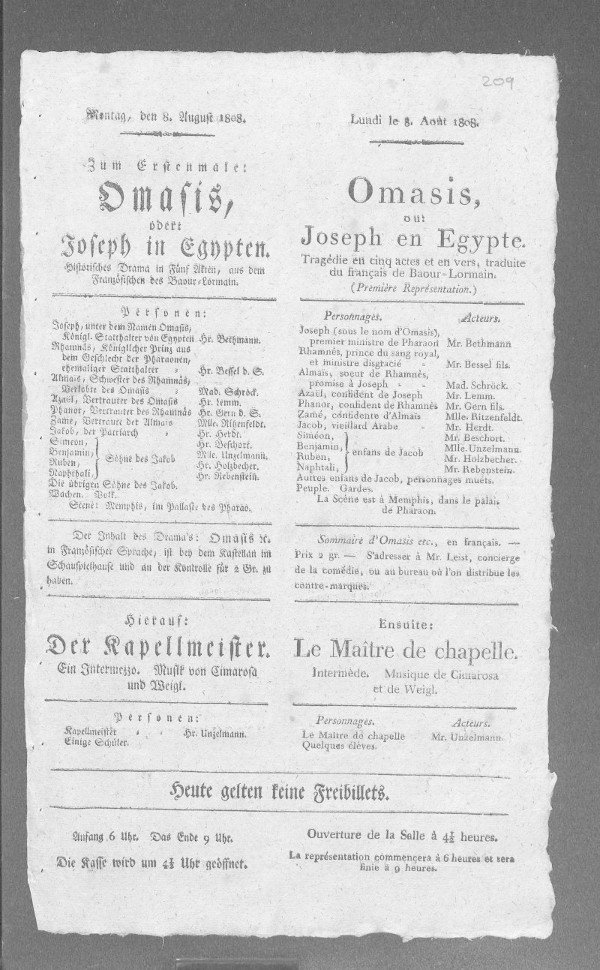 209
Montag, den 8. August 1808.
Zum Erstenmale:
Omasis,
oder:
Joseph in Egypten.
Historisches Drama in Fünf Akten, aus dem
Französischen des Baour-Lormain.
Personen:
Joseph, unter dem Namen Omasis,
Königl. Statthalter von Egypten Hr. Bethmann.
Rhamnès, Königlicher Prinz aus
dem Geschlecht der Pharaonen,
ehemaliger Statthalter - Hr. Bessel d. S.
Almais, Schwester des Rhamnès,
Verlobte des Omasis - Mad. Schröck.
Azaël, Vertrauter des Omasis Hr. Lemm.
Phanor, Vertrauter des Rhamnès Hr. Gern d. S.
Zame, Vertraute der Almais Mlle. Ritzenfeldt.
Jakob, der Patriarch - Hr. Herdt.
Simeon, Hr. Beschort.
Benjamin, Mlle. Unzelmann.
Ruben, Söhne des Jakob Hr. Holzbecher.
Naphthali, Hr. Rebenstein.
Die übrigen Söhne des Jakob.
Wachen. Volk.
Scene: Memphis, im Pallaste des Pharao.
Der Inhalt des Drama's: Omasis ꝛc.
in Französischer Sprache, ist bey dem Kastellan im
Schauspielhause und an der Kontrolle für 2 Gr. zu
haben.
Hierauf:
Der Kapellmeister.
Ein Intermezzo. Musik von Cimarosa
und Weigl.
Personen:
Kapellmeister - - Hr. Unzelmann.
Einige Schüler.
Lundi le 8. Août 1808.
Omasis,
ou:
Joseph en Egypte.
Tragédie en cinq actes et en vers, traduite
du français de Baour-Lormain.
(Première Représentation.)
Personnages. Acteurs.
Joseph (sous le nom d'Omasis),
premier ministre de Pharaon Mr. Bethmann
Rhamnés, prince du sang royal,
et ministre disgracié - Mr. Bessel fils.
Almaïs, soeur de Rhamnés,
promise à Joseph - - Mad. Schröck.
Azaël, confident de Joseph Mr. Lemm.
Phanor, confident de Rhamnés Mr. Gern fils.
Zamé, confidente d'Almaïs Mlle. Ritzenfeldt.
Jacob, vieillard Arabe - Mr. Herdt.
Siméon, Mr. Beschort.
Benjamin, Mlle. Unzelmann.
Ruben, enfans de Jacob Mr. Holzbecher.
Naphtali, Mr. Rebenstein.
Autres enfans de Jacob, personages muets.
Peuple. Gardes.
La Scène est à Memphis, dans le palais
de Pharaon.
Sommaire d'Omasis etc., en français. —
Prix 2 gr. — S'adresser à Mr. Leist, concierge
de la comédie, ou au bureau où l'on distribue les
contre-marques.
Ensuite:
Le Maître de chapelle.
Intermède. Musique de Cimarosa
et de Weigl.
Personnages. Acteurs.
Le Maître de chapelle Mr. Unzelmann.
Quelques élèves.
Heute gelten keine Freibillets.
Anfang 6 Uhr. Das Ende 9 Uhr.
Die Kasse wird um 4½ Uhr geöffnet.
Ouverture de la Salle à 4½ heures.
La représentation commencera à 6 heures et sera
finie à 9 heures.